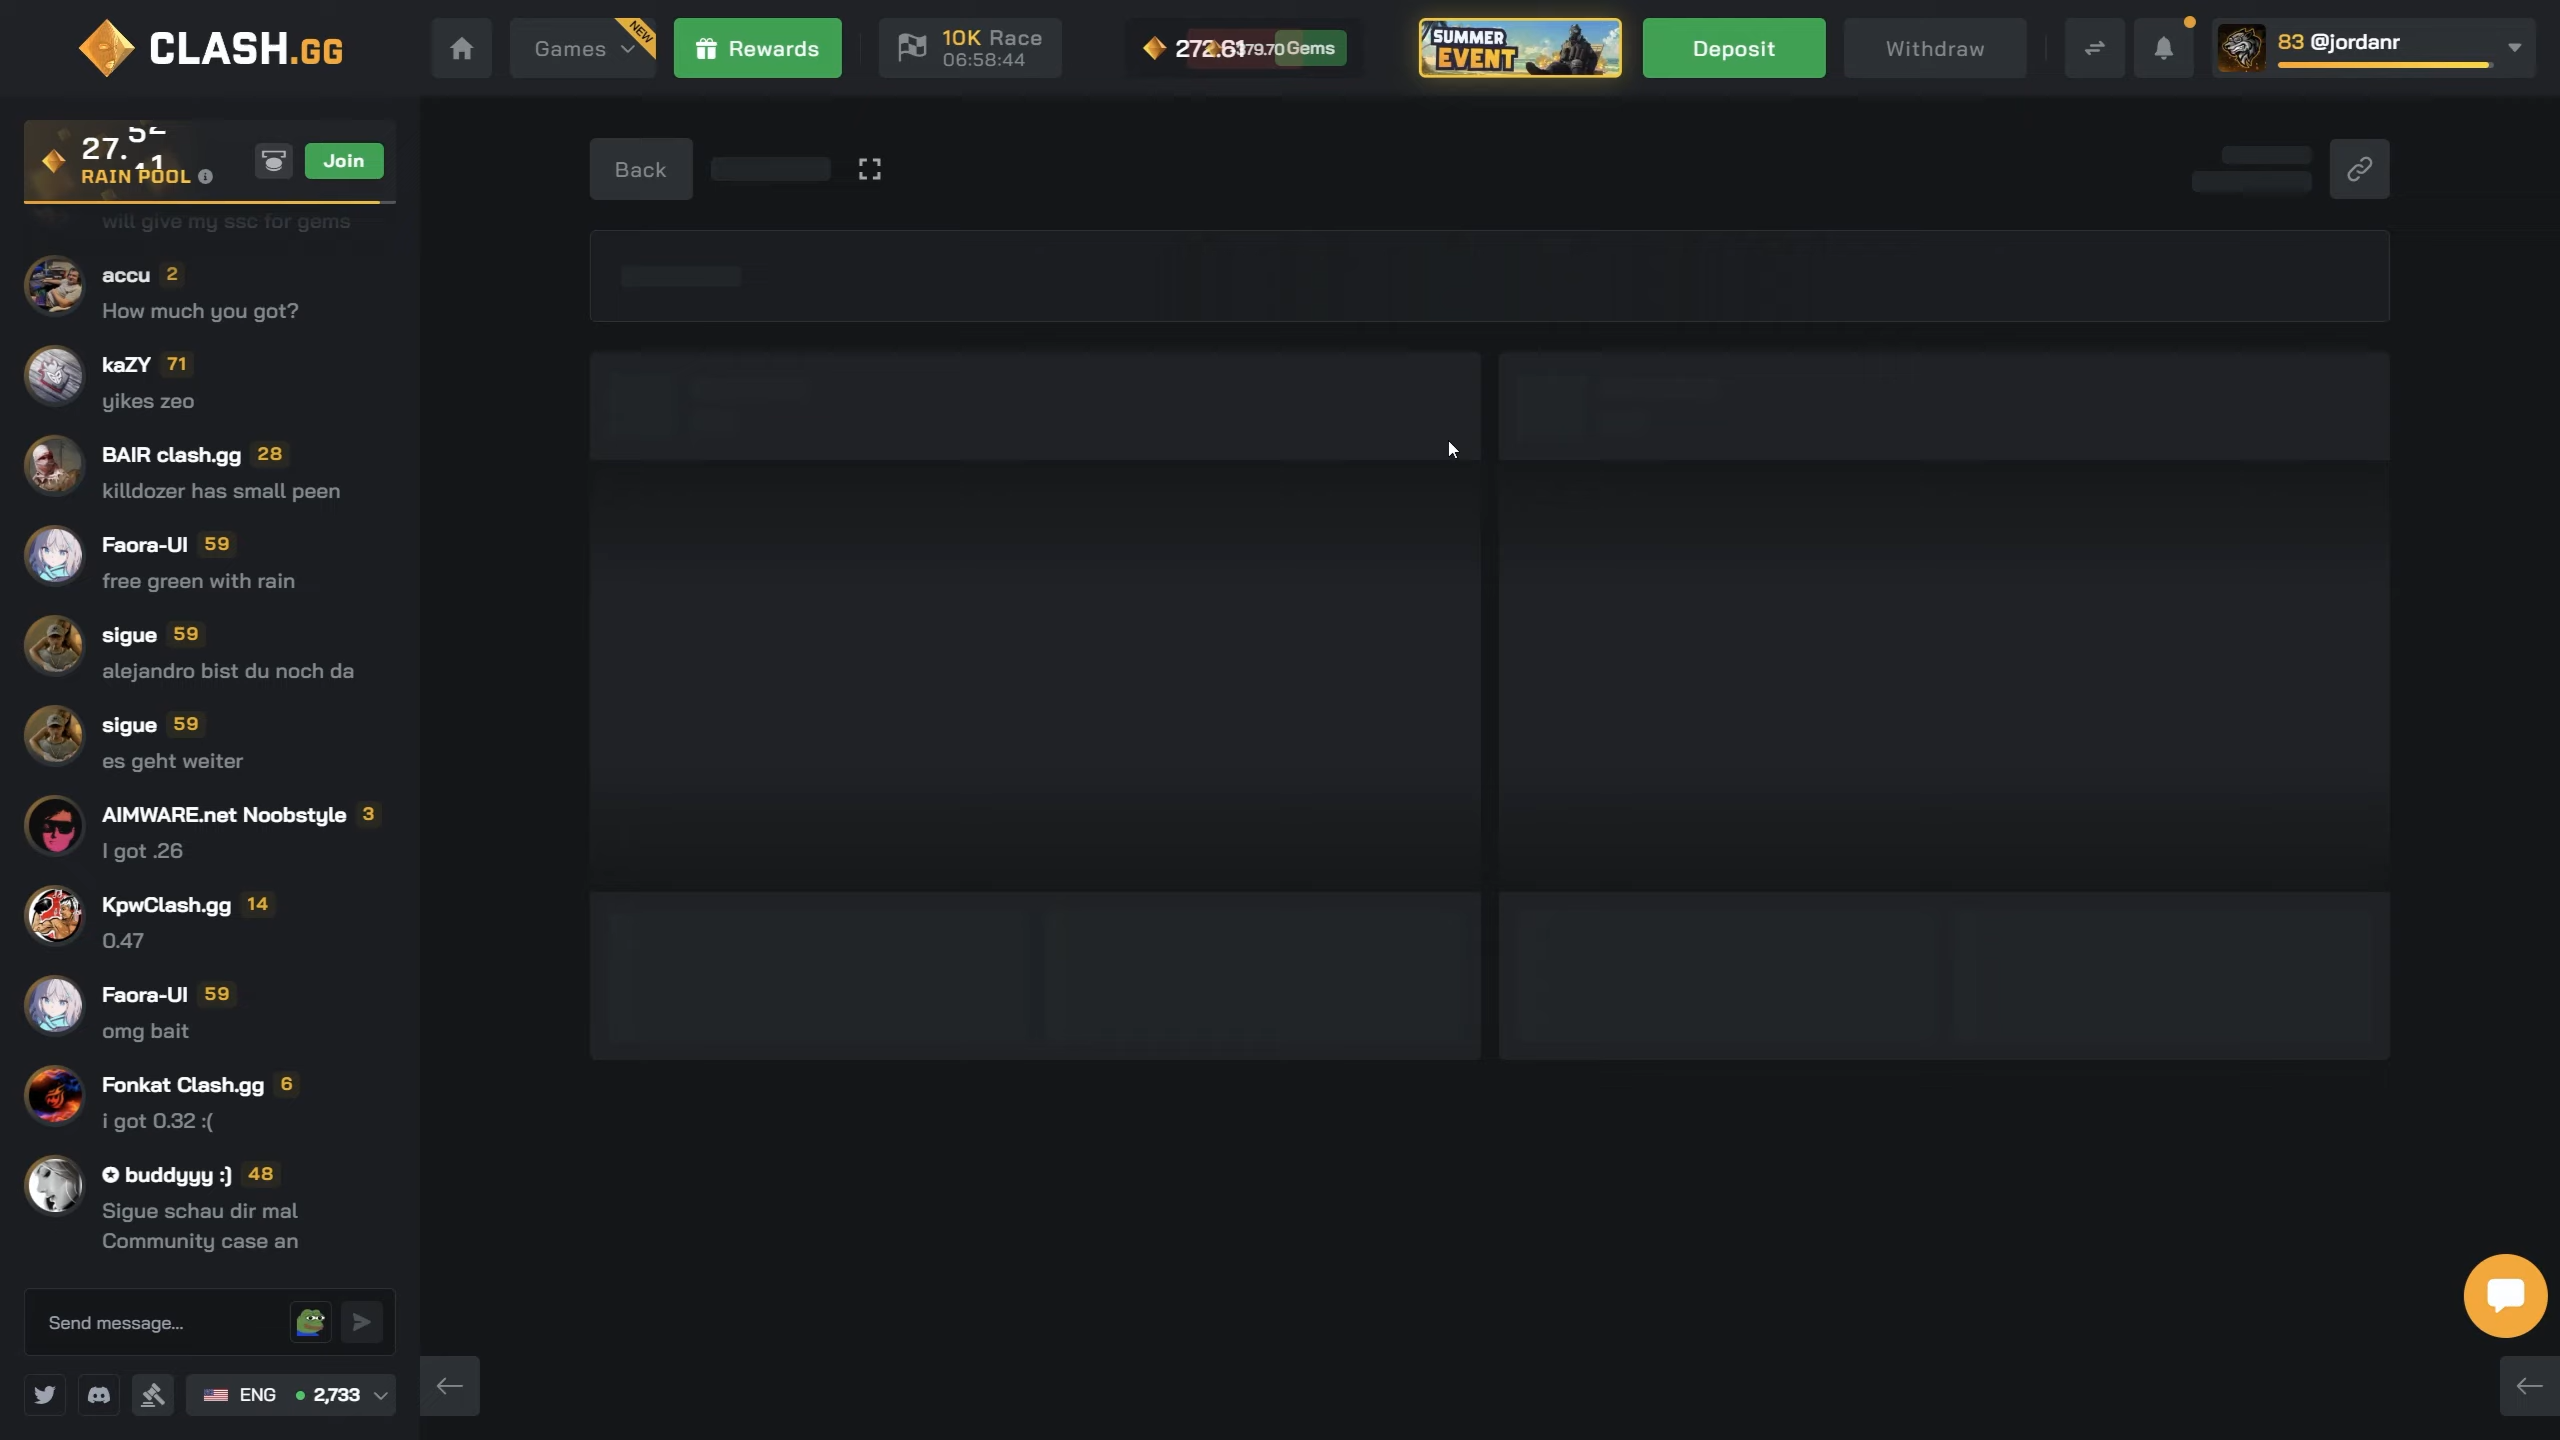 CLASH.GG
Games
NEW
Rewards
10K Race
06:58:44
272.61
379.70
Gems
SUMMER
EVENT
Deposit
Withdraw
83 @jordanr
27.
RAIN POOL
Join
Back
will give my ssc for gems
accu 2
How much you got?
kaZY 71
yikes zeo
BAIR clash.gg 28
killdozer has small peen
Faora-UI 59
free green with rain
sigue 59
alejandro bist du noch da
sigue 59
es geht weiter
AIMWARE.net Noobstyle 3
I got .26
KpwClash.gg 14
0.47
Faora-UI 59
omg bait
Fonkat Clash.gg 6
i got 0.32 :(
✪ buddyyy :) 48
Sigue schau dir mal
Community case an
Send message...
ENG 2,733